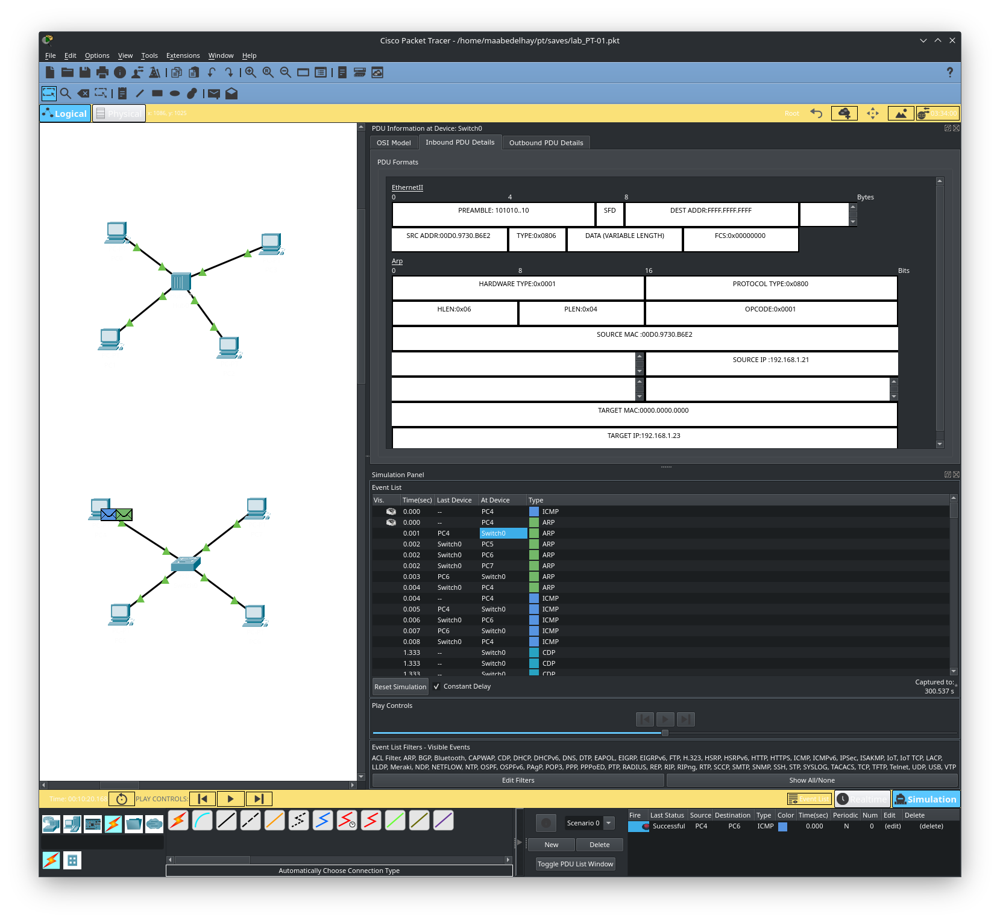 Cisco Packet Tracer - /home/maabedelhay/pt/saves/lab_PT-01.pkt
File Edit Options View Tools Extensions Window Help
?
Logical Physical x: 1086, y: 1025 Root 03:34:00
PDU Information at Device: Switch0
OSI Model Inbound PDU Details Outbound PDU Details
PDU Formats
EthernetII
0 4 8 Bytes
PREAMBLE: 101010..10 SFD DEST ADDR:FFFF.FFFF.FFFF
SRC ADDR:00D0.9730.B6E2 TYPE:0x0806 DATA (VARIABLE LENGTH) FCS:0x00000000
Arp
0 8 16 Bits
HARDWARE TYPE:0x0001 PROTOCOL TYPE:0x0800
HLEN:0x06 PLEN:0x04 OPCODE:0x0001
SOURCE MAC :00D0.9730.B6E2
SOURCE IP :192.168.1.21
TARGET MAC:0000.0000.0000
TARGET IP:192.168.1.23
Simulation Panel
Event List
Vis. Time(sec) Last Device At Device Type
0.000 -- PC4 ICMP
0.000 -- PC4 ARP
0.001 PC4 Switch0 ARP
0.002 Switch0 PC5 ARP
0.002 Switch0 PC6 ARP
0.002 Switch0 PC7 ARP
0.003 PC6 Switch0 ARP
0.004 Switch0 PC4 ARP
0.004 -- PC4 ICMP
0.005 PC4 Switch0 ICMP
0.006 Switch0 PC6 ICMP
0.007 PC6 Switch0 ICMP
0.008 Switch0 PC4 ICMP
1.333 -- Switch0 CDP
1.333 -- Switch0 CDP
1.333 -- Switch0 CDP
Reset Simulation Constant Delay Captured to: *
300.537 s
Play Controls
Event List Filters - Visible Events
ACL Filter, ARP, BGP, Bluetooth, CAPWAP, CDP, DHCP, DHCPv6, DNS, DTP, EAPOL, EIGRP, EIGRPv6, FTP, H.323, HSRP, HSRPv6, HTTP, HTTPS, ICMP, ICMPv6, IPSec, ISAKMP, IoT, IoT TCP, LACP,
LLDP, Meraki, NDP, NETFLOW, NTP, OSPF, OSPFv6, PAgP, POP3, PPP, PPPoED, PTP, RADIUS, REP, RIP, RIPng, RTP, SCCP, SMTP, SNMP, SSH, STP, SYSLOG, TACACS, TCP, TFTP, Telnet, UDP, USB, VTP
Edit Filters Show All/None
Time: 00:10:20.168 PLAY CONTROLS: Event List Realtime Simulation
Scenario 0
New Delete
Toggle PDU List Window
Fire Last Status Source Destination Type Color Time(sec) Periodic Num Edit Delete
Successful PC4 PC6 ICMP 0.000 N 0 (edit) (delete)
Automatically Choose Connection Type